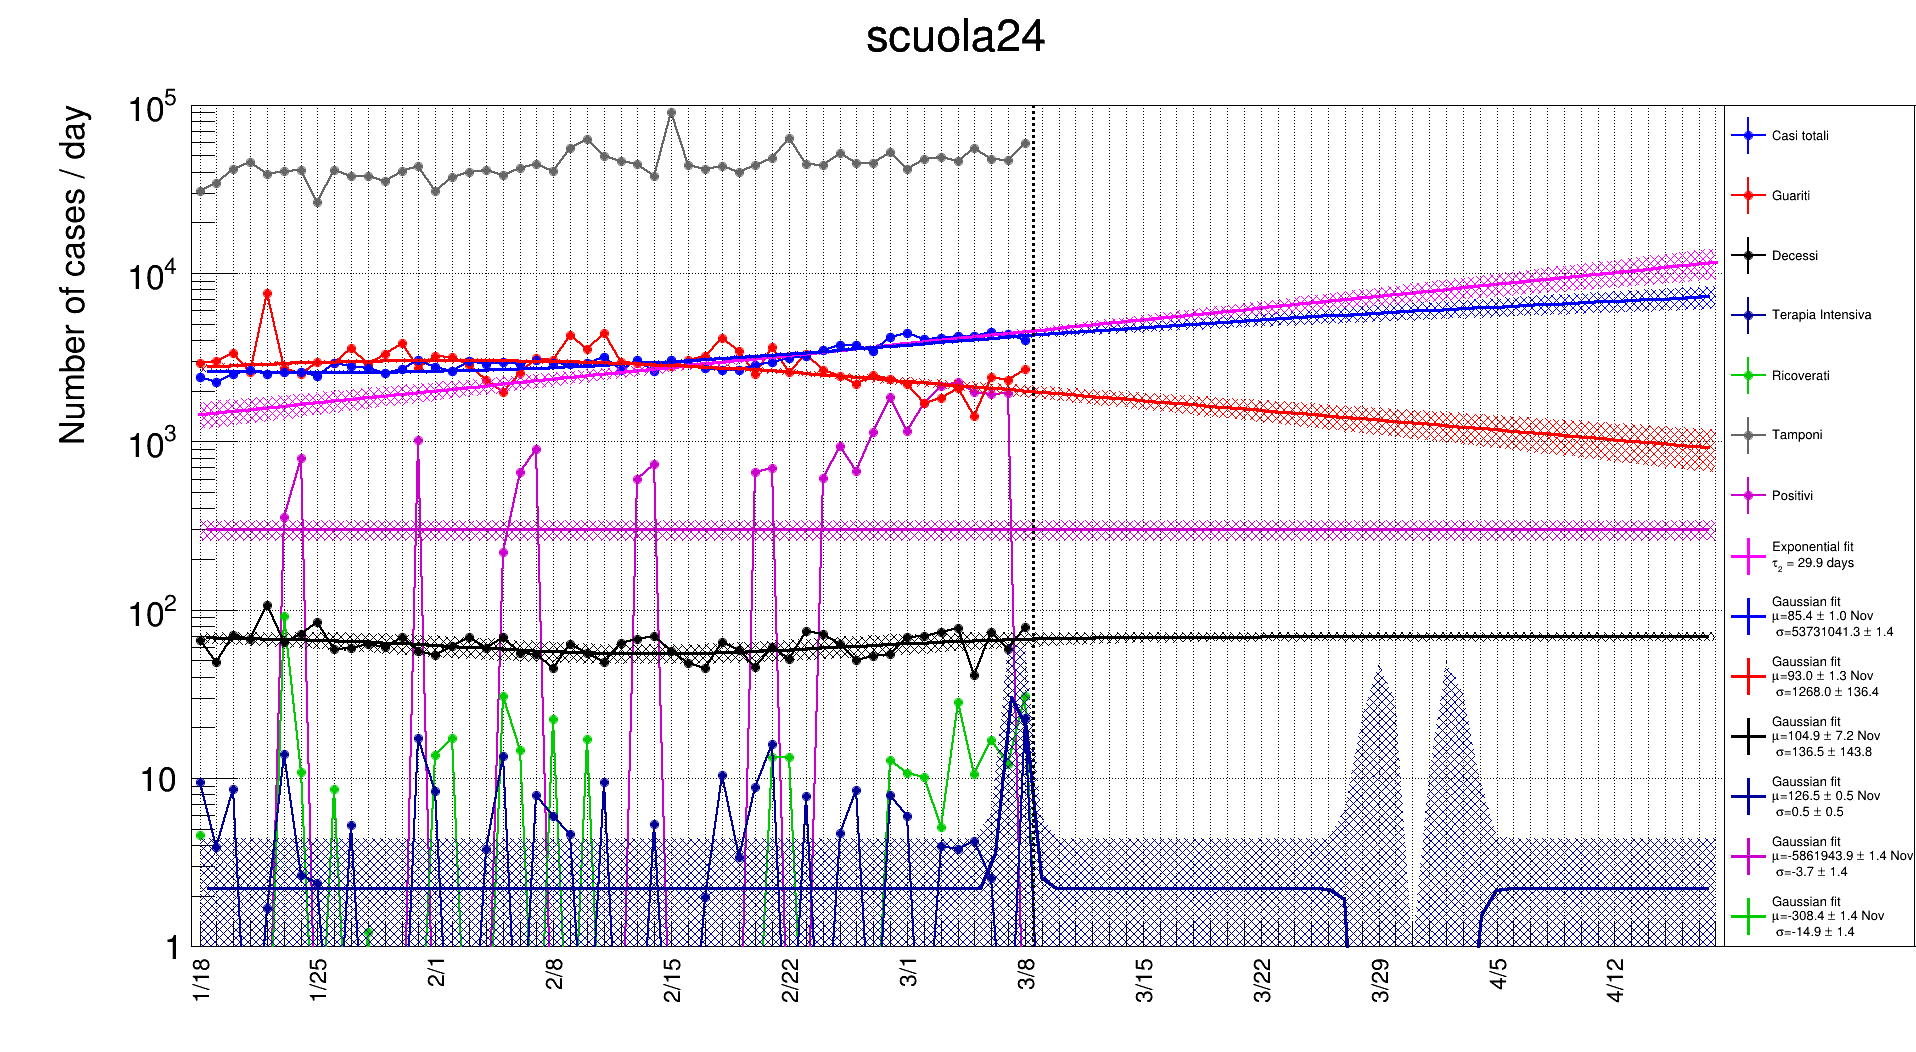 scuola24
Number of cases / day
10^5
10^4
10^3
10^2
10
1
1/18
1/25
2/1
2/8
2/15
2/22
3/1
3/8
3/15
3/22
3/29
4/5
4/12
Casi totali
Guariti
Decessi
Terapia Intensiva
Ricoverati
Tamponi
Positivi
Exponential fit
τ₂ = 29.9 days
Gaussian fit
μ=85.4 ± 1.0 Nov
σ=53731041.3 ± 1.4
Gaussian fit
μ=93.0 ± 1.3 Nov
σ=1268.0 ± 136.4
Gaussian fit
μ=104.9 ± 7.2 Nov
σ=136.5 ± 143.8
Gaussian fit
μ=126.5 ± 0.5 Nov
σ=0.5 ± 0.5
Gaussian fit
μ=-5861943.9 ± 1.4 Nov
σ=-3.7 ± 1.4
Gaussian fit
μ=-308.4 ± 1.4 Nov
σ=-14.9 ± 1.4